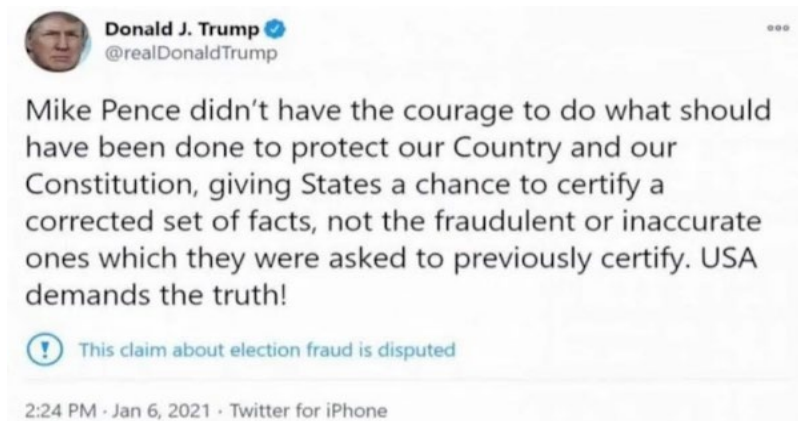 Donald J. Trump
@realDonaldTrump
Mike Pence didn't have the courage to do what should
have been done to protect our Country and our
Constitution, giving States a chance to certify a
corrected set of facts, not the fraudulent or inaccurate
ones which they were asked to previously certify. USA
demands the truth!
This claim about election fraud is disputed
2:24 PM · Jan 6, 2021 · Twitter for iPhone